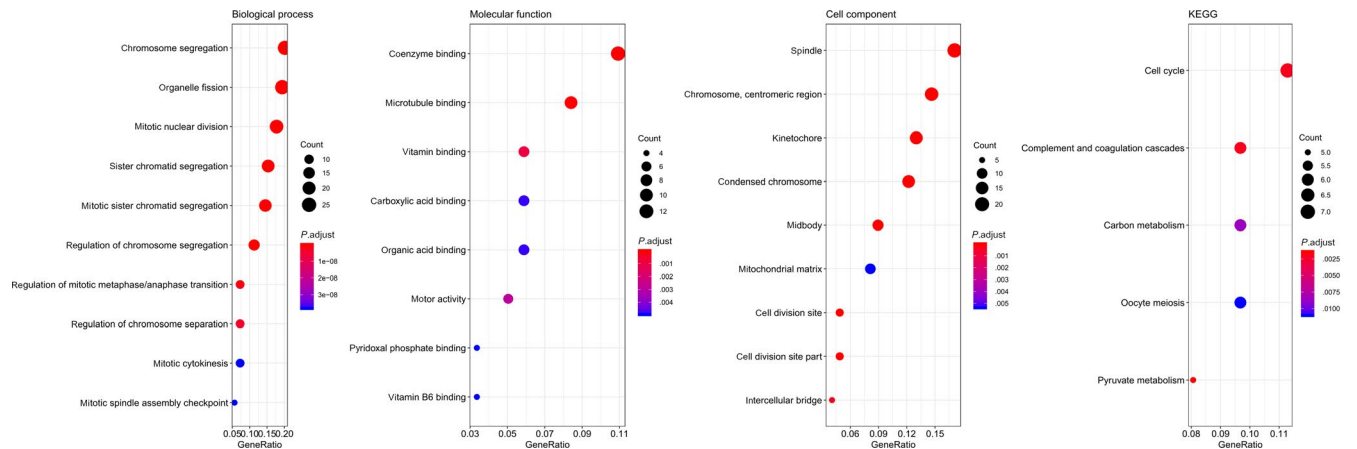 Biological process
Chromosome segregation
Organelle fission
Mitotic nuclear division
Sister chromatid segregation
Mitotic sister chromatid segregation
Regulation of chromosome segregation
Regulation of mitotic metaphase/anaphase transition
Regulation of chromosome separation
Mitotic cytokinesis
Mitotic spindle assembly checkpoint
0.05 0.10 0.15 0.20
GeneRatio
Count
10
15
20
25
P.adjust
1e−08
2e−08
3e−08
Molecular function
Coenzyme binding
Microtubule binding
Vitamin binding
Carboxylic acid binding
Organic acid binding
Motor activity
Pyridoxal phosphate binding
Vitamin B6 binding
0.03 0.05 0.07 0.09 0.11
GeneRatio
Count
4
6
8
10
12
P.adjust
.001
.002
.003
.004
Cell component
Spindle
Chromosome, centromeric region
Kinetochore
Condensed chromosome
Midbody
Mitochondrial matrix
Cell division site
Cell division site part
Intercellular bridge
0.06 0.09 0.12 0.15
GeneRatio
Count
5
10
15
20
P.adjust
.001
.002
.003
.004
.005
KEGG
Cell cycle
Complement and coagulation cascades
Carbon metabolism
Oocyte meiosis
Pyruvate metabolism
0.08 0.09 0.10 0.11
GeneRatio
Count
5.0
5.5
6.0
6.5
7.0
P.adjust
.0025
.0050
.0075
.0100